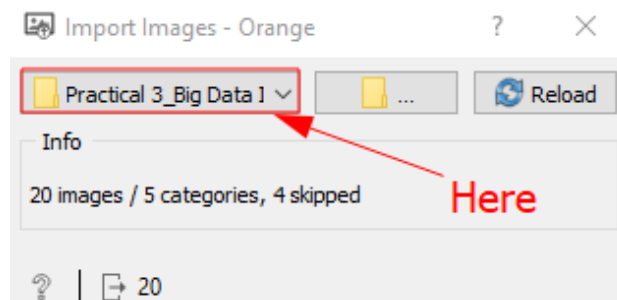 Import Images - Orange ?
Practical 3_Big Data I ... Reload
Info
20 images / 5 categories, 4 skipped
Here
? 20